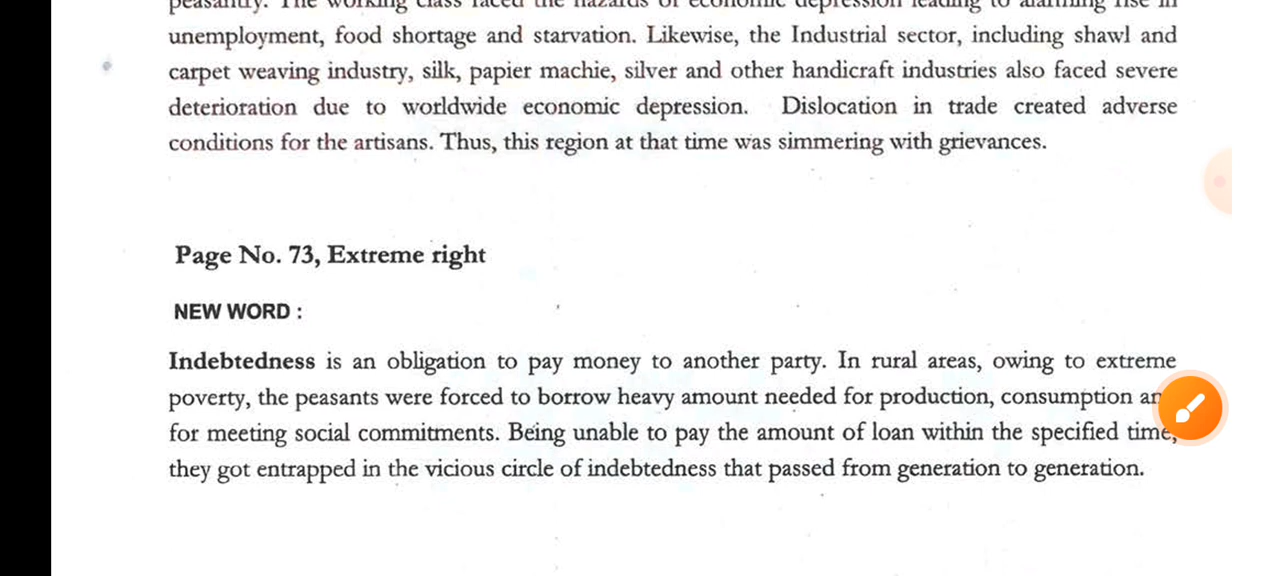 peasantry. The working class faced the hazards of economic depression leading to alarming rise in
unemployment, food shortage and starvation. Likewise, the Industrial sector, including shawl and
carpet weaving industry, silk, papier machie, silver and other handicraft industries also faced severe
deterioration due to worldwide economic depression. Dislocation in trade created adverse
conditions for the artisans. Thus, this region at that time was simmering with grievances.
Page No. 73, Extreme right
NEW WORD :
Indebtedness is an obligation to pay money to another party. In rural areas, owing to extreme
poverty, the peasants were forced to borrow heavy amount needed for production, consumption an
for meeting social commitments. Being unable to pay the amount of loan within the specified time,
they got entrapped in the vicious circle of indebtedness that passed from generation to generation.